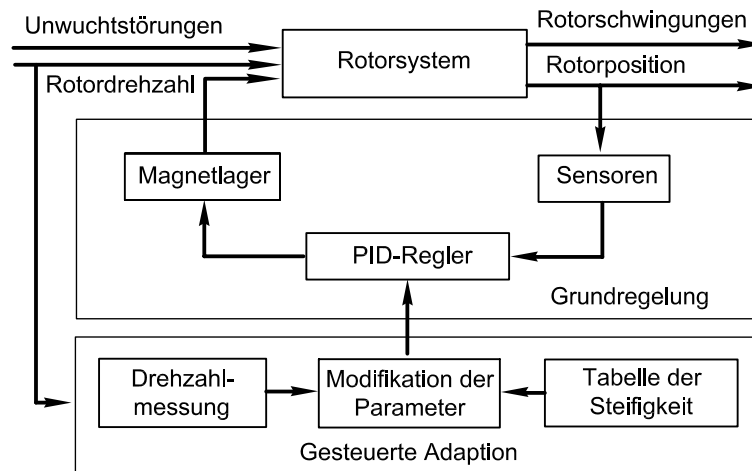 Unwuchtstörungen
Rotorschwingungen
Rotorsystem
Rotordrehzahl
Rotorposition
Magnetlager
Sensoren
PID-Regler
Grundregelung
Drehzahl-
messung
Modifikation der
Parameter
Tabelle der
Steifigkeit
Gesteuerte Adaption